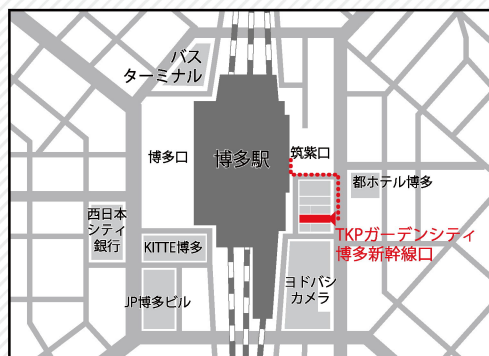 バス
ターミナル
博多口
博多駅
筑紫口
都ホテル博多
西日本
シティ
銀行
TKPガーデンシティ
博多新幹線口
KITTE博多
ヨドバシ
カメラ
JP博多ビル